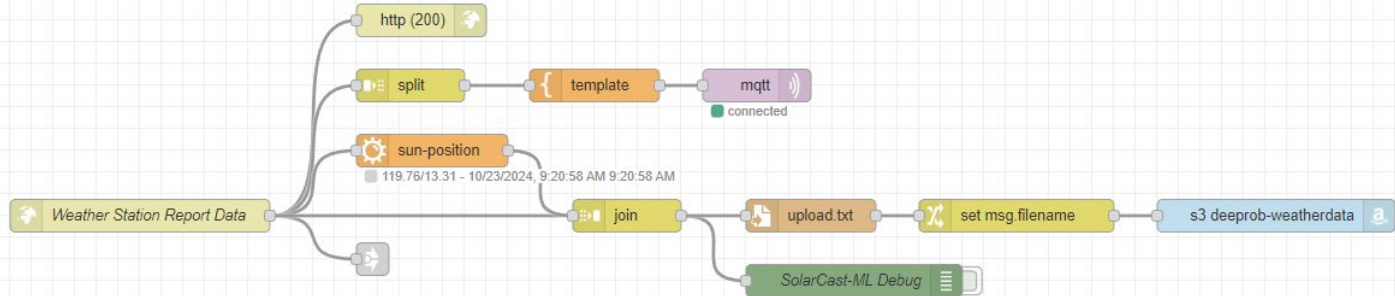 http (200)
split
template
mqtt
connected
sun-position
119.76/13.31 - 10/23/2024, 9:20:58 AM 9:20:58 AM
Weather Station Report Data
join
upload.txt
set msg.filename
s3 deeprob-weatherdata
SolarCast-ML Debug